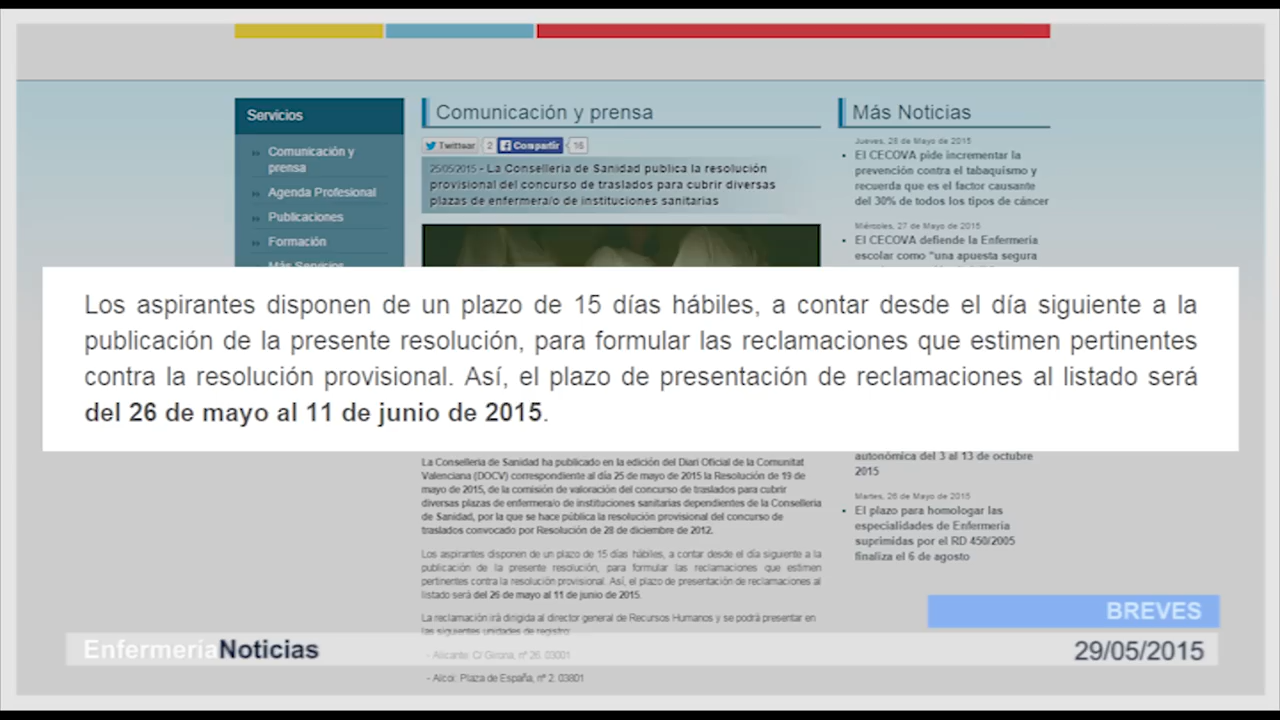 Servicios
Comunicación y
prensa
Agenda Profesional
Publicaciones
Formación
Más Servicios
Comunicación y prensa
Twittear 2 Compartir 16
25/05/2015 - La Conselleria de Sanidad publica la resolución
provisional del concurso de traslados para cubrir diversas
plazas de enfermera/o de instituciones sanitarias
Más Noticias
Jueves, 28 de Mayo de 2015
El CECOVA pide incrementar la
prevención contra el tabaquismo y
recuerda que es el factor causante
del 30% de todos los tipos de cáncer
Miércoles, 27 de Mayo de 2015
El CECOVA defiende la Enfermería
escolar como "una apuesta segura
Los aspirantes disponen de un plazo de 15 días hábiles, a contar desde el día siguiente a la
publicación de la presente resolución, para formular las reclamaciones que estimen pertinentes
contra la resolución provisional. Así, el plazo de presentación de reclamaciones al listado será
del 26 de mayo al 11 de junio de 2015.
La Conselleria de Sanidad ha publicado en la edición del Diari Oficial de la Comunitat
Valenciana (DOCV) correspondiente al día 25 de mayo de 2015 la Resolución de 19 de
mayo de 2015, de la comisión de valoración del concurso de traslados para cubrir
diversas plazas de enfermera/o de instituciones sanitarias dependientes de la Conselleria
de Sanidad, por la que se hace pública la resolución provisional del concurso de
traslados convocado por Resolución de 28 de diciembre de 2012.
Los aspirantes disponen de un plazo de 15 días hábiles, a contar desde el día siguiente a la
publicación de la presente resolución, para formular las reclamaciones que estimen
pertinentes contra la resolución provisional. Así, el plazo de presentación de reclamaciones al
listado será del 26 de mayo al 11 de junio de 2015.
La reclamación irá dirigida al director general de Recursos Humanos y se podrá presentar en
las siguientes unidades de registro:
- Alicante: C/ Girona, nº 26. 03001
- Alcoi: Plaza de España, nº 2. 03801
autonómica del 3 al 13 de octubre
2015
Martes, 26 de Mayo de 2015
El plazo para homologar las
especialidades de Enfermería
suprimidas por el RD 450/2005
finaliza el 6 de agosto
BREVES
EnfermeríaNoticias
29/05/2015